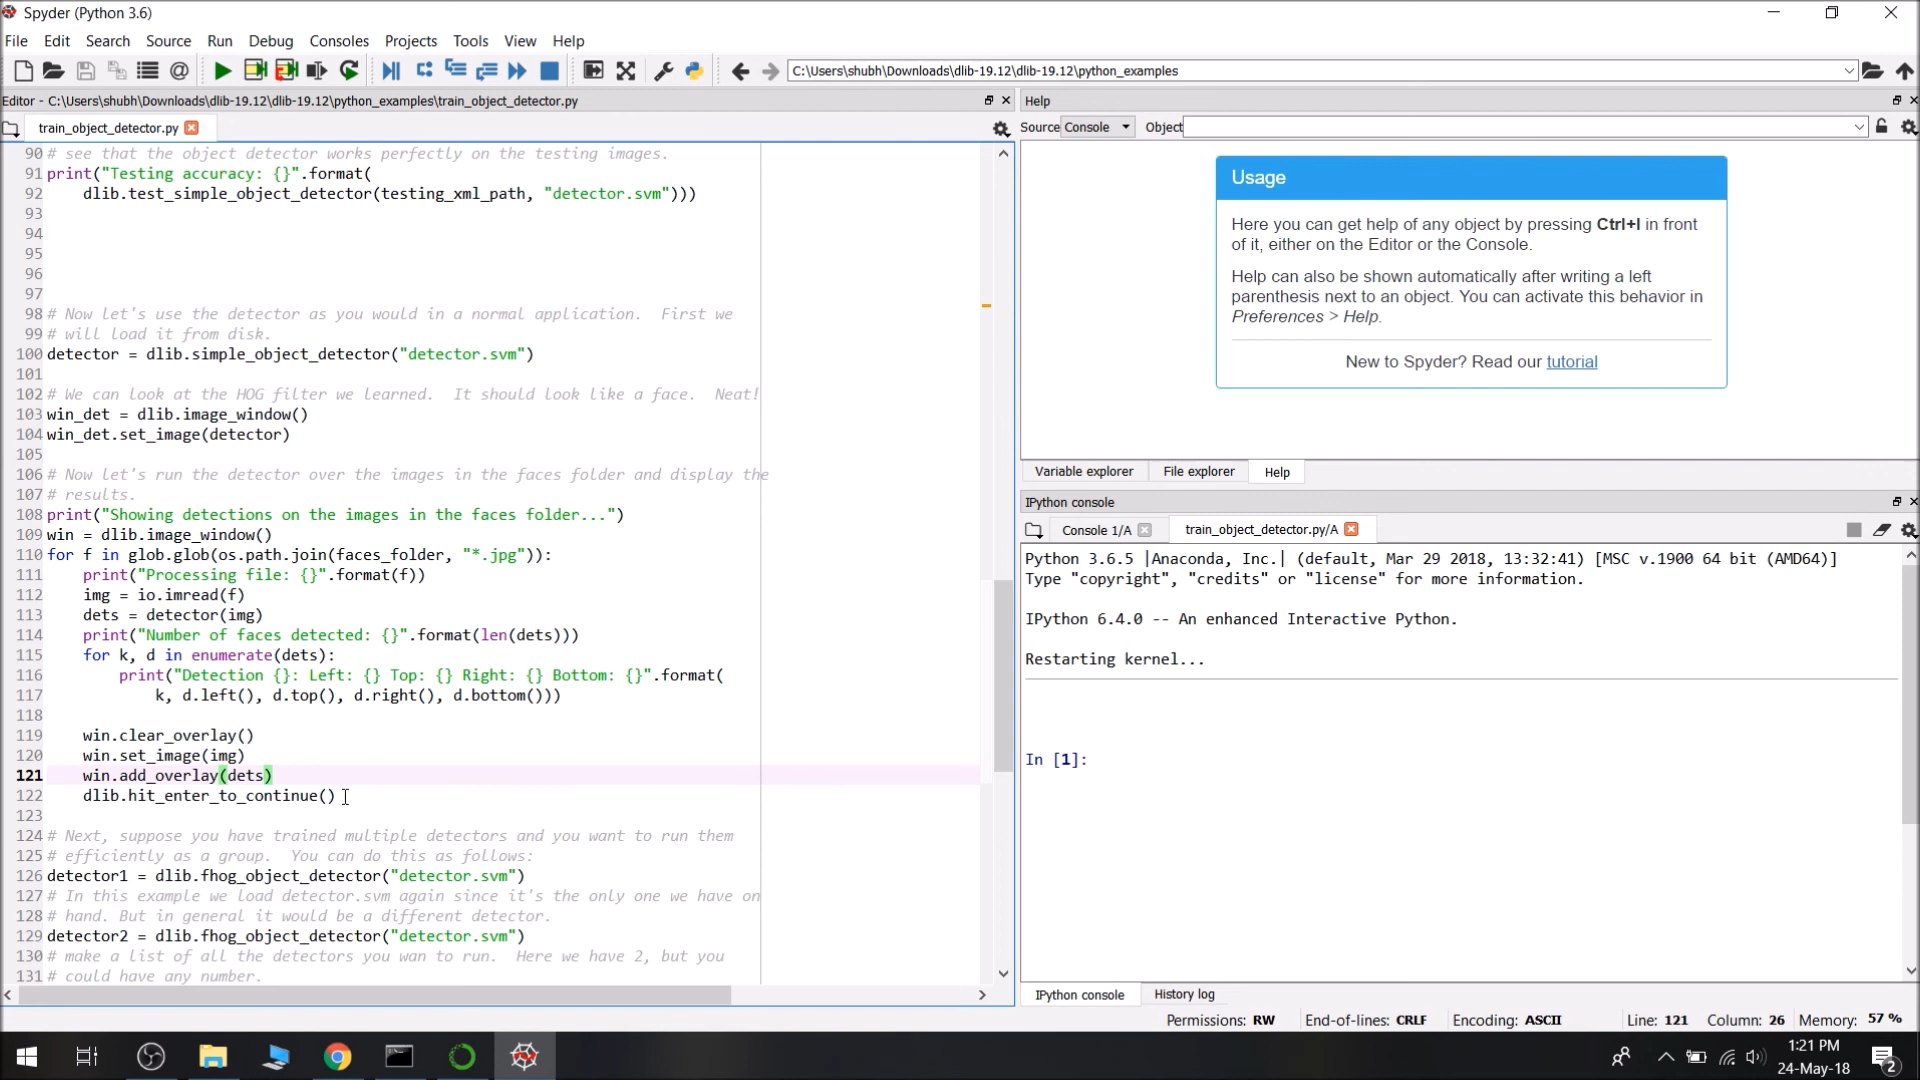 Spyder (Python 3.6)
File Edit Search Source Run Debug Consoles Projects Tools View Help
C:\Users\shubh\Downloads\dlib-19.12\dlib-19.12\python_examples
Editor - C:\Users\shubh\Downloads\dlib-19.12\dlib-19.12\python_examples\train_object_detector.py
train_object_detector.py
90 # see that the object detector works perfectly on the testing images.
91 print("Testing accuracy: {}".format(
92     dlib.test_simple_object_detector(testing_xml_path, "detector.svm")))
93
94
95
96
97
98 # Now let's use the detector as you would in a normal application.  First we
99 # will load it from disk.
100 detector = dlib.simple_object_detector("detector.svm")
101
102 # We can look at the HOG filter we learned.  It should look like a face.  Neat!
103 win_det = dlib.image_window()
104 win_det.set_image(detector)
105
106 # Now let's run the detector over the images in the faces folder and display the
107 # results.
108 print("Showing detections on the images in the faces folder...")
109 win = dlib.image_window()
110 for f in glob.glob(os.path.join(faces_folder, "*.jpg")):
111     print("Processing file: {}".format(f))
112     img = io.imread(f)
113     dets = detector(img)
114     print("Number of faces detected: {}".format(len(dets)))
115     for k, d in enumerate(dets):
116         print("Detection {}: Left: {} Top: {} Right: {} Bottom: {}".format(
117             k, d.left(), d.top(), d.right(), d.bottom()))
118
119     win.clear_overlay()
120     win.set_image(img)
121     win.add_overlay(dets)
122     dlib.hit_enter_to_continue()
123
124 # Next, suppose you have trained multiple detectors and you want to run them
125 # efficiently as a group.  You can do this as follows:
126 detector1 = dlib.fhog_object_detector("detector.svm")
127 # In this example we load detector.svm again since it's the only one we have on
128 # hand. But in general it would be a different detector.
129 detector2 = dlib.fhog_object_detector("detector.svm")
130 # make a list of all the detectors you wan to run.  Here we have 2, but you
131 # could have any number.
Help
Source Console Object
Usage
Here you can get help of any object by pressing Ctrl+I in front
of it, either on the Editor or the Console.
Help can also be shown automatically after writing a left
parenthesis next to an object. You can activate this behavior in
Preferences > Help.
New to Spyder? Read our tutorial
Variable explorer File explorer Help
IPython console
Console 1/A train_object_detector.py/A
Python 3.6.5 |Anaconda, Inc.| (default, Mar 29 2018, 13:32:41) [MSC v.1900 64 bit (AMD64)]
Type "copyright", "credits" or "license" for more information.
IPython 6.4.0 -- An enhanced Interactive Python.
Restarting kernel...
In [1]:
IPython console History log
Permissions: RW End-of-lines: CRLF Encoding: ASCII Line: 121 Column: 26 Memory: 57 %
1:21 PM
24-May-18
2